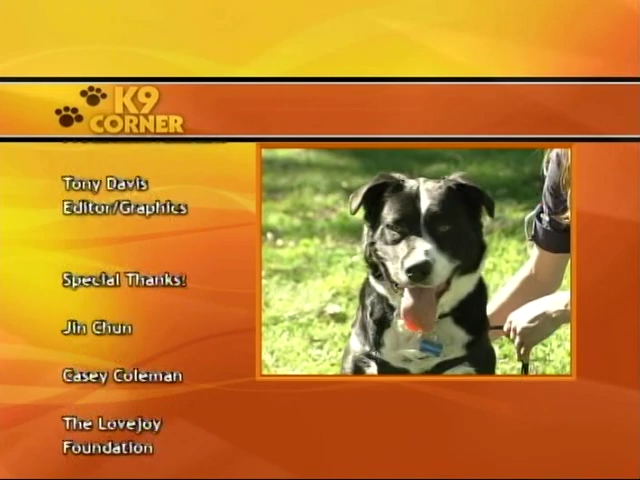 K9
CORNER
Tony Davis
Editor/Graphics
Special Thanks:
Jin Chun
Casey Coleman
The Lovejoy
Foundation